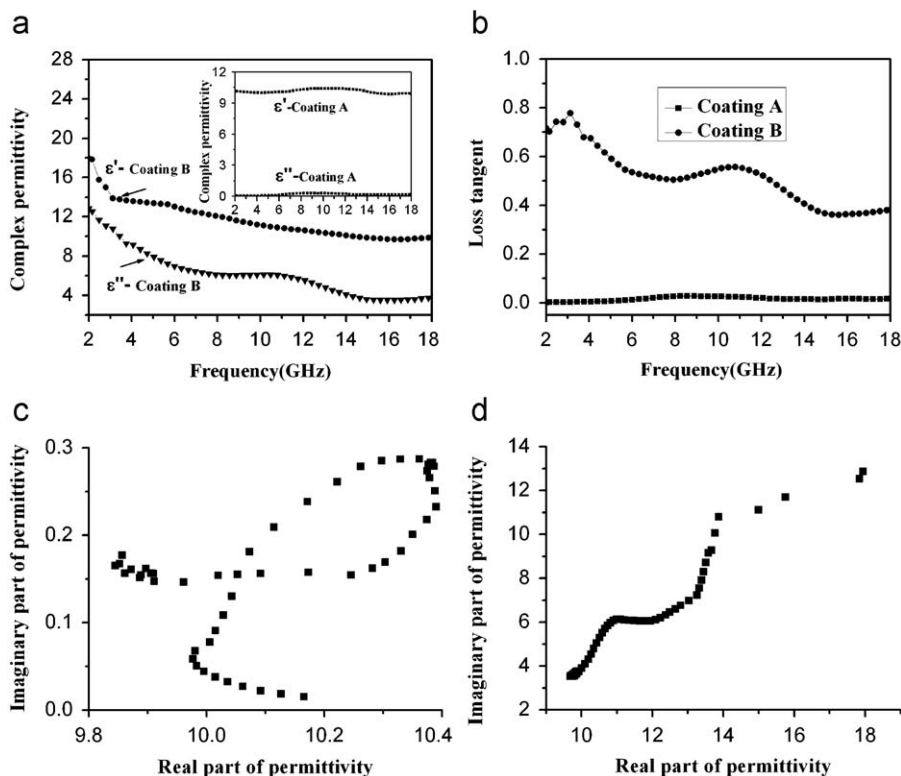 a
Complex permittivity
28
24
20
16
12
8
4
2 4 6 8 10 12 14 16 18
Frequency(GHz)
ε'- Coating B
ε''- Coating B
Complex permittivity
12
9
6
3
0
2 4 6 8 10 12 14 16 18
ε'-Coating A
ε''-Coating A
b
Loss tangent
1.0
0.8
0.6
0.4
0.2
0.0
2 4 6 8 10 12 14 16 18
Frequency(GHz)
Coating A
Coating B
c
Imaginary part of permittivity
0.3
0.2
0.1
0.0
9.8 10.0 10.2 10.4
Real part of permittivity
d
Imaginary part of permittivity
14
12
10
8
6
4
2
10 12 14 16 18
Real part of permittivity